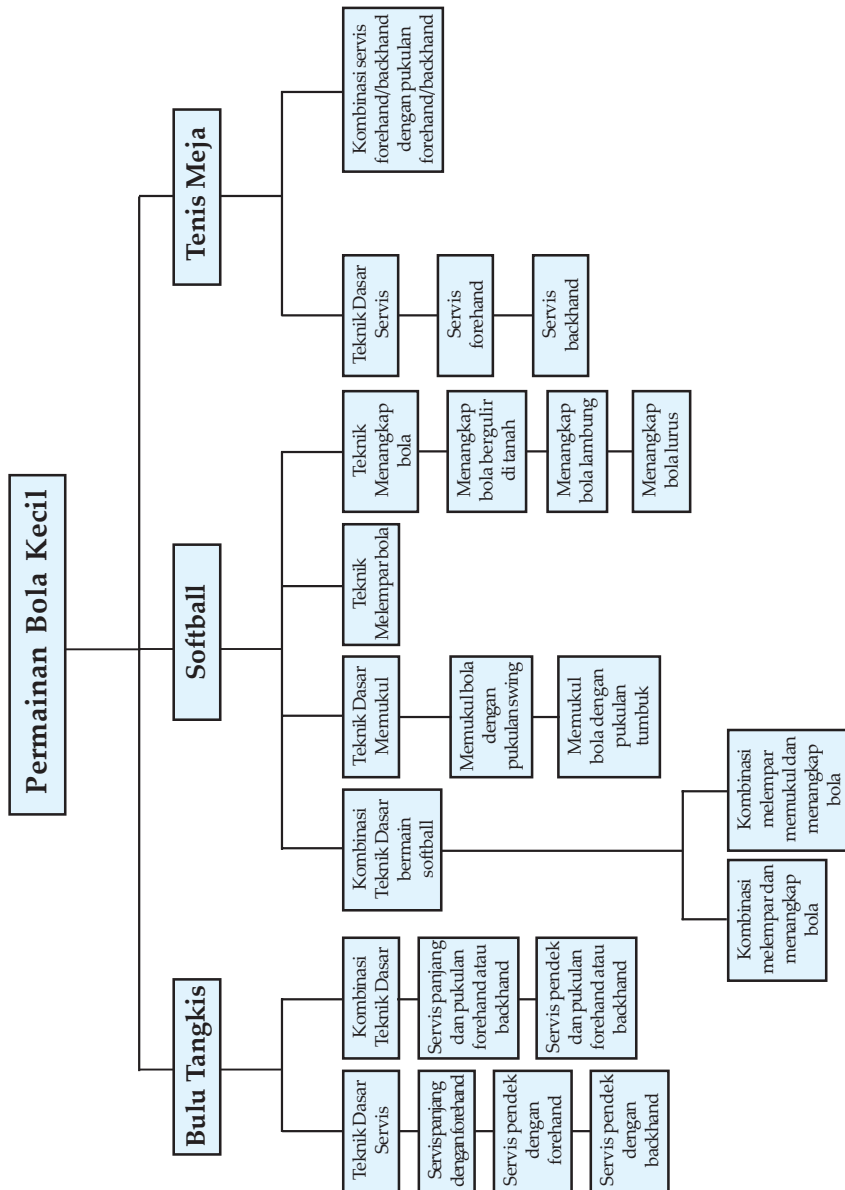 Permainan Bola Kecil
Bulu Tangkis
Teknik Dasar
Servis
Servis panjang
dengan forehand
Servis pendek
dengan
forehand
Servis pendek
dengan
backhand
Kombinasi
Teknik Dasar
Servis panjang
dan pukulan
forehand atau
backhand
Servis pendek
dan pukulan
forehand atau
backhand
Softball
Kombinasi
Teknik Dasar
bermain
softball
Kombinasi
melempar dan
menangkap
bola
Kombinasi
melempar
memukul dan
menangkap
bola
Teknik Dasar
Memukul
Memukul bola
dengan
pukulan swing
Memukul
bola dengan
pukulan
tumbuk
Teknik
Melempar bola
Teknik
Menangkap
bola
Menangkap
bola bergulir
di tanah
Menangkap
bola lambung
Menangkap
bola lurus
Tenis Meja
Teknik Dasar
Servis
Servis
forehand
Servis
backhand
Kombinasi servis
forehand/backhand
dengan pukulan
forehand/backhand